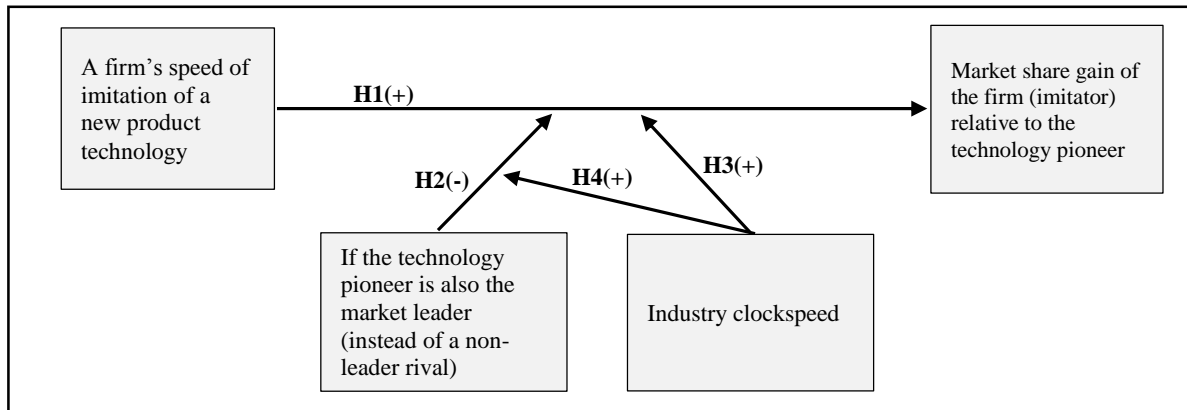 A firm’s speed of
imitation of a
new product
technology
H1(+)
Market share gain of
the firm (imitator)
relative to the
technology pioneer
H2(-)
H4(+)
H3(+)
If the technology
pioneer is also the
market leader
(instead of a non-
leader rival)
Industry clockspeed